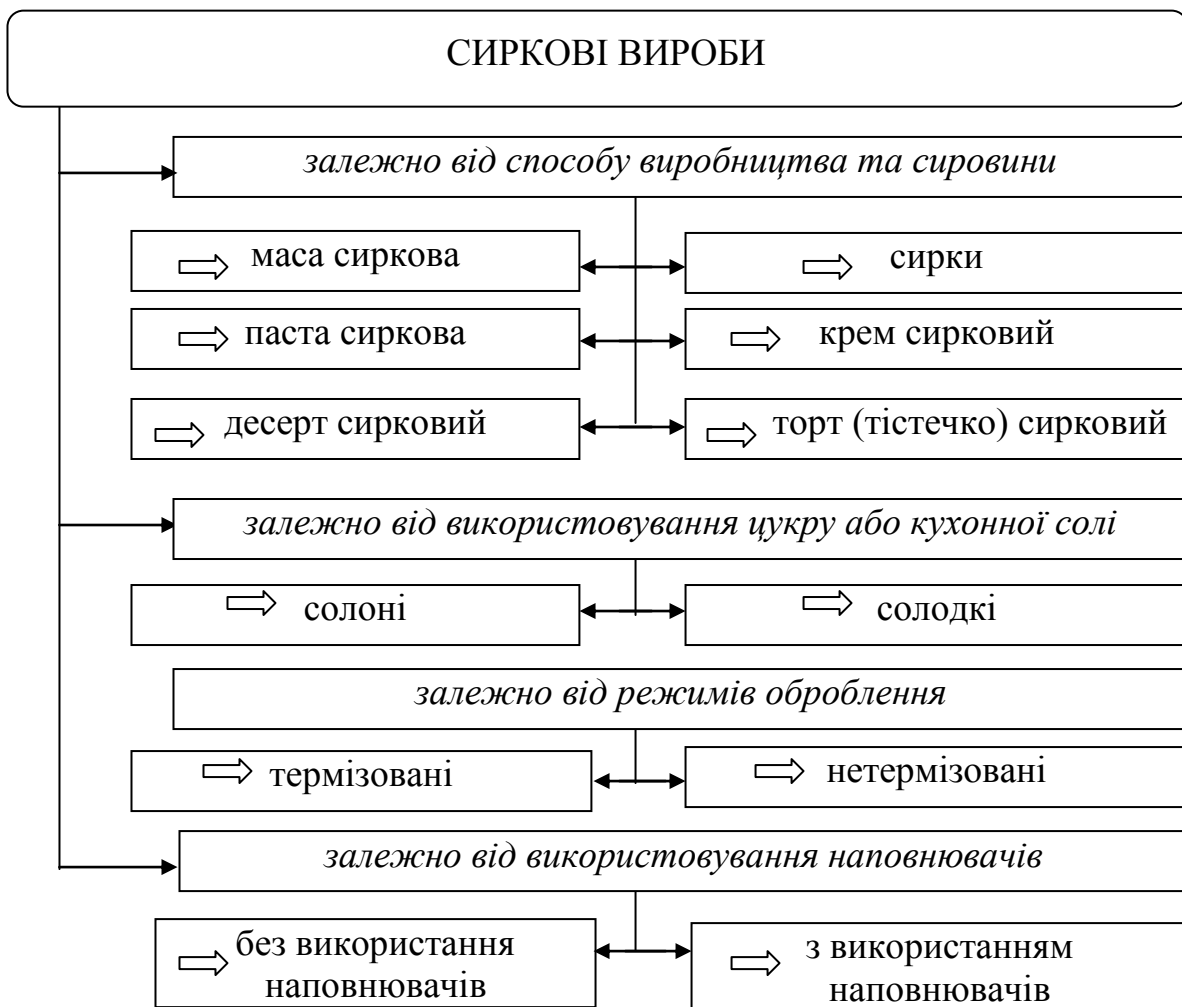 СИРКОВІ ВИРОБИ
залежно від способу виробництва та сировини
маса сиркова
сирки
паста сиркова
крем сирковий
десерт сирковий
торт (тістечко) сирковий
залежно від використовування цукру або кухонної солі
солоні
солодкі
залежно від режимів оброблення
термізовані
нетермізовані
залежно від використовування наповнювачів
без використання
наповнювачів
з використанням
наповнювачів